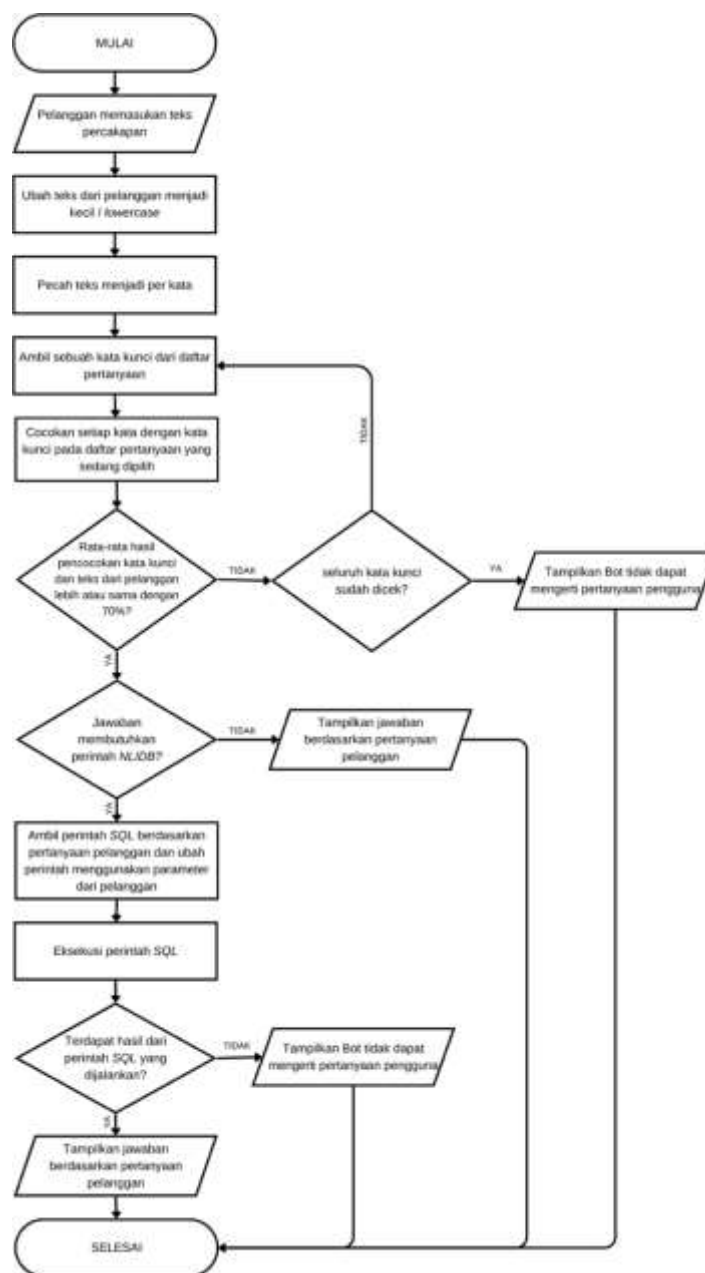 MULAI
Pelanggan memasukan teks
percakapan
Ubah teks dari pelanggan menjadi
kecil / lowercase
Pecah teks menjadi per kata
Ambil sebuah kata kunci dari daftar
pertanyaan
Cocokan setiap kata dengan kata
kunci pada daftar pertanyaan yang
sedang dipilih
TIDAK
Rata-rata hasil
pencocokan kata kunci
dan teks dari pelanggan
lebih atau sama dengan
70%?
TIDAK
seluruh kata kunci
sudah dicek?
YA
Tampilkan Bot tidak dapat
mengerti pertanyaan pengguna
YA
Jawaban
membutuhkan
perintah NLIDB?
TIDAK
Tampilkan jawaban
berdasarkan pertanyaan
pelanggan
YA
Ambil perintah SQL berdasarkan
pertanyaan pelanggan dan ubah
perintah menggunakan parameter
dari pelanggan
Eksekusi perintah SQL
Terdapat hasil dari
perintah SQL yang
dijalankan?
TIDAK
Tampilkan Bot tidak dapat
mengerti pertanyaan pengguna
YA
Tampilkan jawaban
berdasarkan pertanyaan
pelanggan
SELESAI